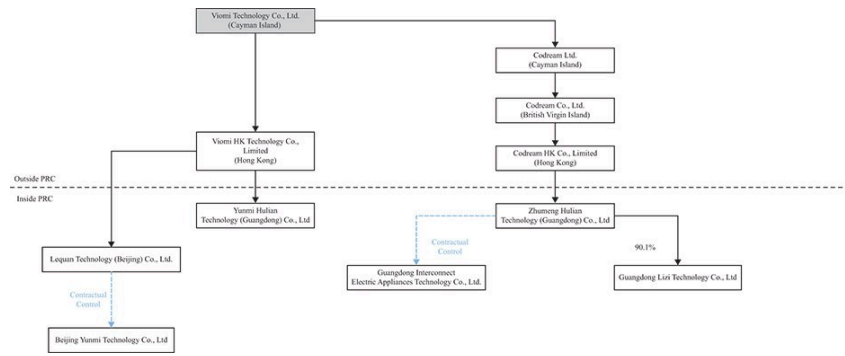 Viomi Technology Co., Ltd.
(Cayman Island)
Codream Ltd.
(Cayman Island)
Codream Co., Ltd.
(British Virgin Island)
Viomi HK Technology Co.,
Limited
(Hong Kong)
Codream HK Co., Limited
(Hong Kong)
Outside PRC
Inside PRC
Yunmi Hulian
Technology (Guangdong) Co., Ltd
Zhumeng Hulian
Technology (Guangdong) Co., Ltd
Contractual
Control
90.1%
Lequan Technology (Beijing) Co., Ltd.
Guangdong Interconnect
Electric Appliances Technology Co., Ltd.
Guangdong Lizi Technology Co., Ltd
Contractual
Control
Beijing Yunmi Technology Co., Ltd